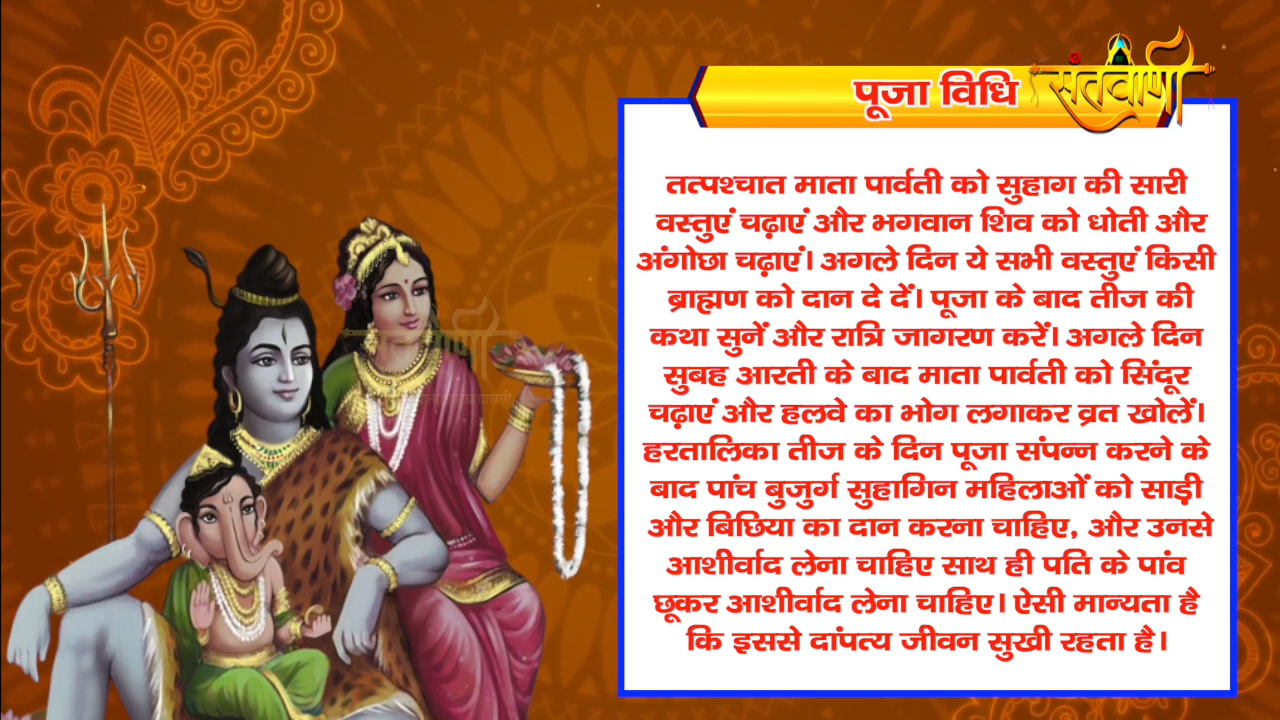 पूजा विधि
संतवाणी
तत्पश्चात माता पार्वती को सुहाग की सारी
वस्तुएं चढ़ाएं और भगवान शिव को धोती और
अंगोछा चढ़ाएं। अगले दिन ये सभी वस्तुएं किसी
ब्राह्मण को दान दे दें। पूजा के बाद तीज की
कथा सुनें और रात्रि जागरण करें। अगले दिन
सुबह आरती के बाद माता पार्वती को सिंदूर
चढ़ाएं और हलवे का भोग लगाकर व्रत खोलें।
हरतालिका तीज के दिन पूजा संपन्न करने के
बाद पांच बुजुर्ग सुहागिन महिलाओं को साड़ी
और बिछिया का दान करना चाहिए, और उनसे
आशीर्वाद लेना चाहिए साथ ही पति के पांव
छूकर आशीर्वाद लेना चाहिए। ऐसी मान्यता है
कि इससे दांपत्य जीवन सुखी रहता है।